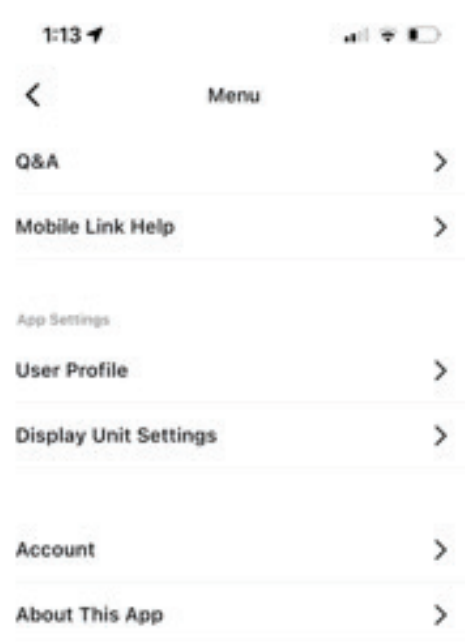 1:13
Menu
Q&A
Mobile Link Help
App Settings
User Profile
Display Unit Settings
Account
About This App